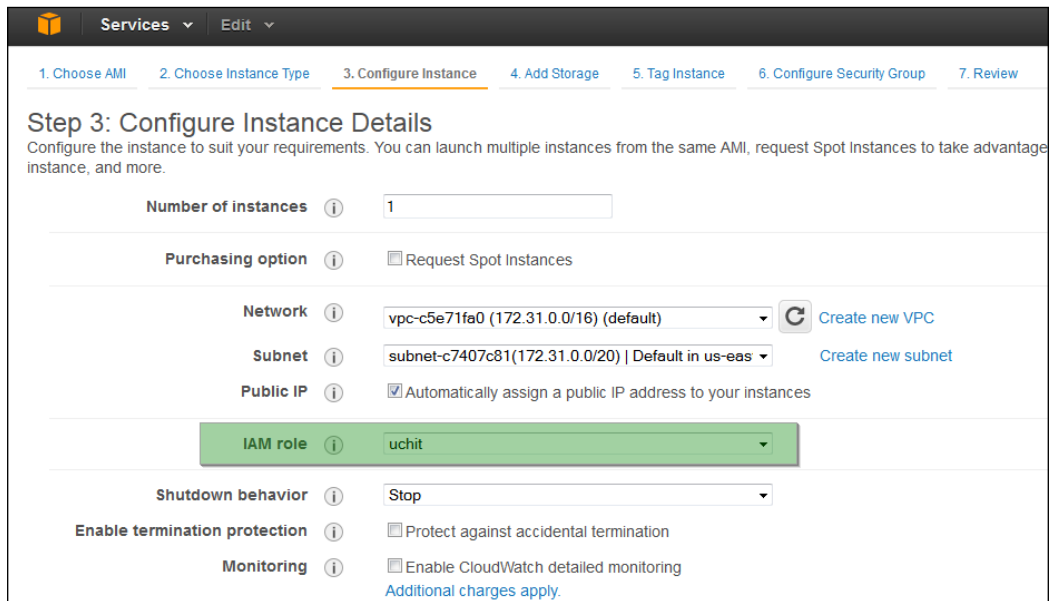 Services Edit
1. Choose AMI 2. Choose Instance Type 3. Configure Instance 4. Add Storage 5. Tag Instance 6. Configure Security Group 7. Review
Step 3: Configure Instance Details
Configure the instance to suit your requirements. You can launch multiple instances from the same AMI, request Spot Instances to take advantage
instance, and more.
Number of instances i 1
Purchasing option i Request Spot Instances
Network i vpc-c5e71fa0 (172.31.0.0/16) (default) Create new VPC
Subnet i subnet-c7407c81(172.31.0.0/20) | Default in us-eas Create new subnet
Public IP i Automatically assign a public IP address to your instances
IAM role i uchit
Shutdown behavior i Stop
Enable termination protection i Protect against accidental termination
Monitoring i Enable CloudWatch detailed monitoring
Additional charges apply.